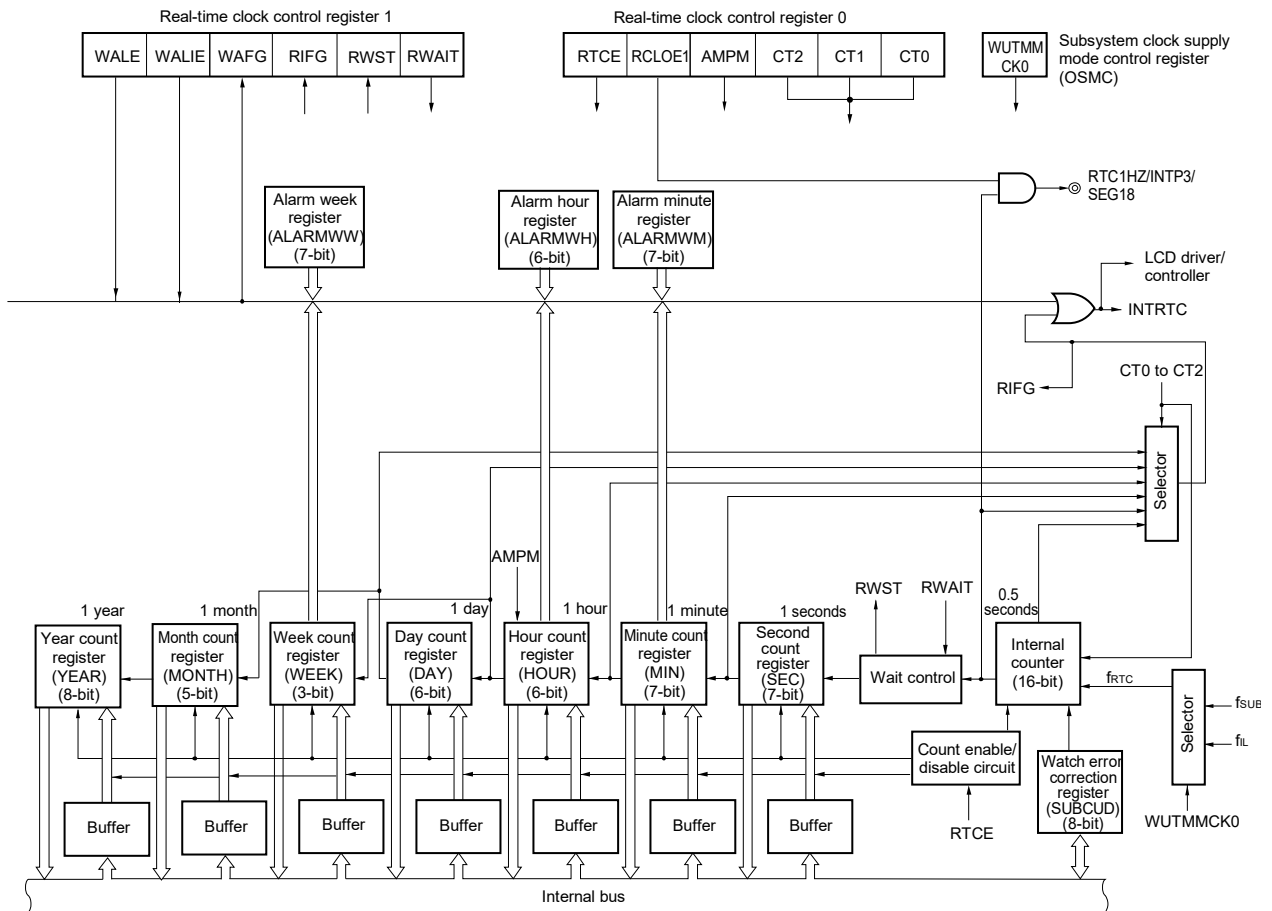 Real-time clock control register 1
Real-time clock control register 0
WALE WALIE WAFG RIFG RWST RWAIT
RTCE RCLOE1 AMPM CT2 CT1 CT0
WUTMM
CK0
Subsystem clock supply
mode control register
(OSMC)
Alarm week
register
(ALARMWW)
(7-bit)
Alarm hour
register
(ALARMWH)
(6-bit)
Alarm minute
register
(ALARMWM)
(7-bit)
RTC1HZ/INTP3/
SEG18
LCD driver/
controller
INTRTC
RIFG
CT0 to CT2
Selector
AMPM
RWST
RWAIT
0.5
seconds
1 year
1 month
1 day
1 hour
1 minute
1 seconds
Year count
register
(YEAR)
(8-bit)
Month count
register
(MONTH)
(5-bit)
Week count
register
(WEEK)
(3-bit)
Day count
register
(DAY)
(6-bit)
Hour count
register
(HOUR)
(6-bit)
Minute count
register
(MIN)
(7-bit)
Second
count
register
(SEC)
(7-bit)
Wait control
Internal
counter
(16-bit)
fRTC
Selector
fSUB
fIL
WUTMMCK0
Count enable/
disable circuit
RTCE
Watch error
correction
register
(SUBCUD)
(8-bit)
Buffer
Buffer
Buffer
Buffer
Buffer
Buffer
Buffer
Internal bus